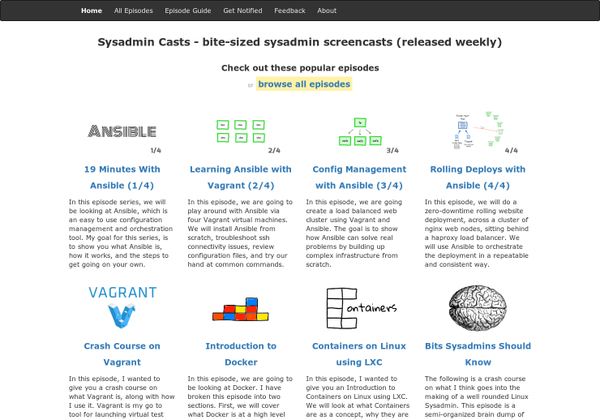 Home All Episodes Episode Guide Get Notified Feedback About
Sysadmin Casts - bite-sized sysadmin screencasts (released weekly)
Check out these popular episodes
or browse all episodes
ANSIBLE
1/4
19 Minutes With
Ansible (1/4)
In this episode series, we will
be looking at Ansible, which is
an easy to use configuration
management and orchestration
tool. My goal for this series, is
to show you what Ansible is,
how it works, and the steps to
get going on your own.
2/4
Learning Ansible with
Vagrant (2/4)
In this episode, we are going to
play around with Ansible via
four Vagrant virtual machines.
We will install Ansible from
scratch, troubleshoot ssh
connectivity issues, review
configuration files, and try our
hand at common commands.
3/4
Config Management
with Ansible (3/4)
In this episode, we are going
create a load balanced web
cluster using Vagrant and
Ansible. The goal is to show
how Ansible can solve real
problems by building up
complex infrastructure from
scratch.
4/4
Rolling Deploys with
Ansible (4/4)
In this episode, we will do a
zero-downtime rolling website
deployment, across a cluster of
nginx web nodes, sitting behind
a haproxy load balancer. We
will use Ansible to orchestrate
the deployment in a repeatable
and consistent way.
VAGRANT
Crash Course on
Vagrant
In this episode, I wanted to
give you a crash course on
what Vagrant is, along with how
I use it. Vagrant is my go to
tool for launching virtual test
Introduction to
Docker
In this episode, we are going to
be looking at Docker. I have
broken this episode into two
sections. First, we will cover
what Docker is at a high level
Containers
Containers on Linux
using LXC
In this episode, I wanted to
give you an Introduction to
Containers on Linux using LXC.
We will look at what Containers
are as a concept, why they are
Bits Sysadmins Should
Know
The following is a crash course
on what I think goes into the
making of a well rounded Linux
Sysadmin. This episode is a
semi-organized brain dump of